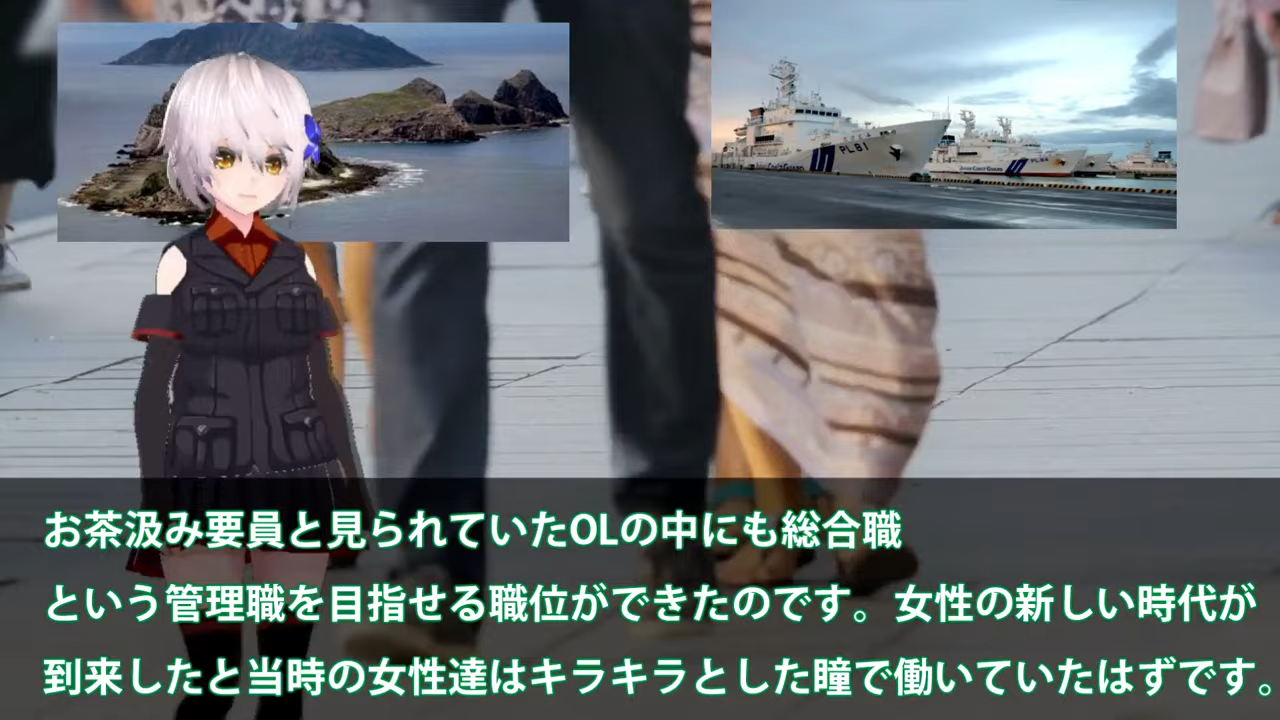 PL81
JAPAN COAST GUARD
お茶汲み要員と見られていたOLの中にも総合職
という管理職を目指せる職位ができたのです。女性の新しい時代が
到来したと当時の女性達はキラキラとした瞳で働いていたはずです。